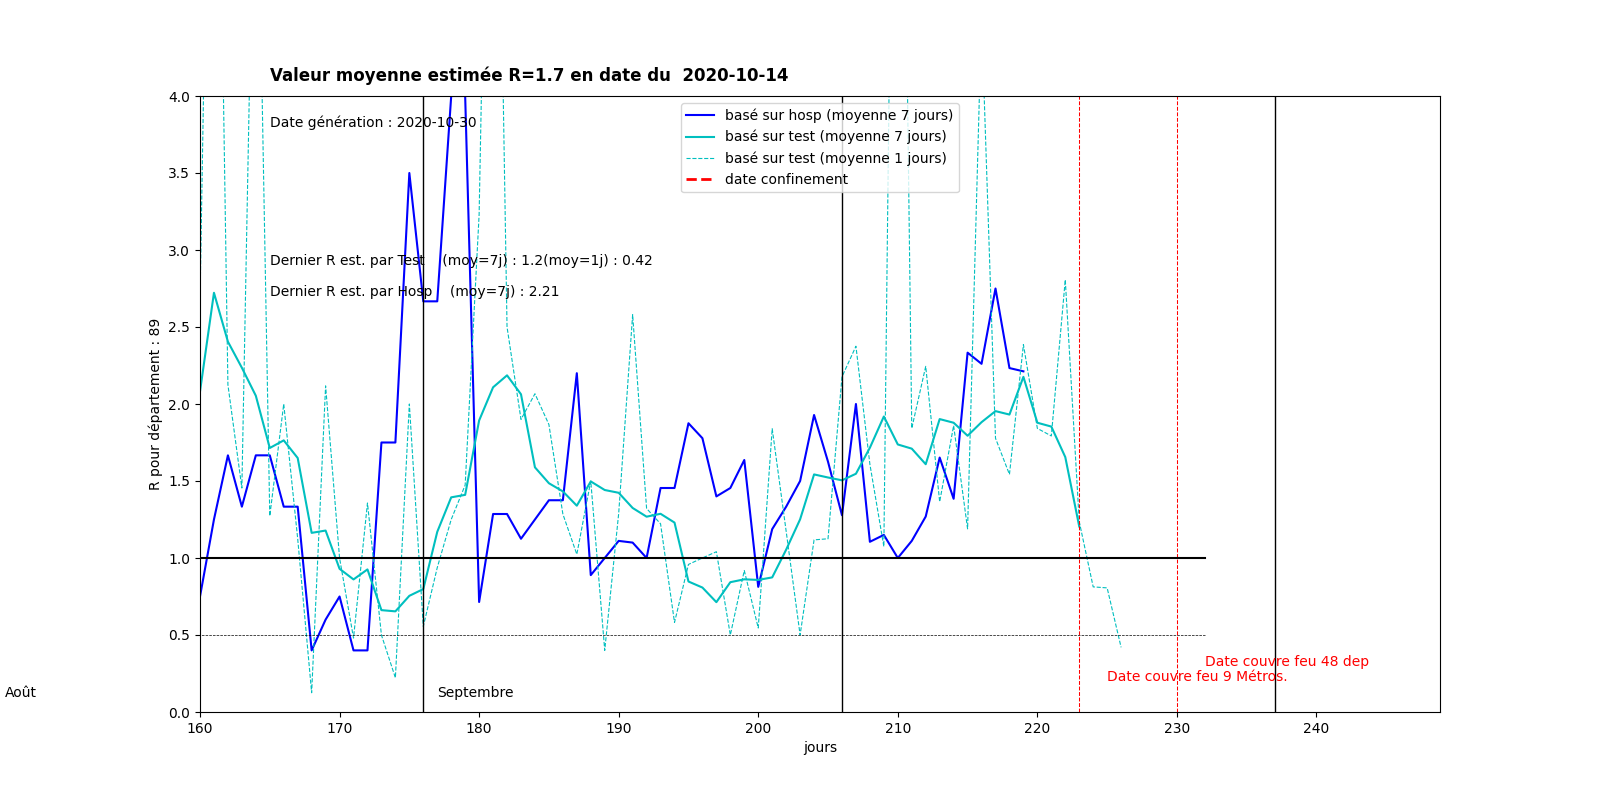 Valeur moyenne estimée R=1.7 en date du  2020-10-14
Date génération : 2020-10-30
basé sur hosp (moyenne 7 jours)
basé sur test (moyenne 7 jours)
basé sur test (moyenne 1 jours)
date confinement
Dernier R est. par Test    (moy=7j) : 1.2(moy=1j) : 0.42
Dernier R est. par Hosp    (moy=7j) : 2.21
R pour département : 89
4.0
3.5
3.0
2.5
2.0
1.5
1.0
0.5
0.0
Date couvre feu 48 dep
Date couvre feu 9 Métros.
Août
Septembre
160 170 180 190 200 210 220 230 240
jours